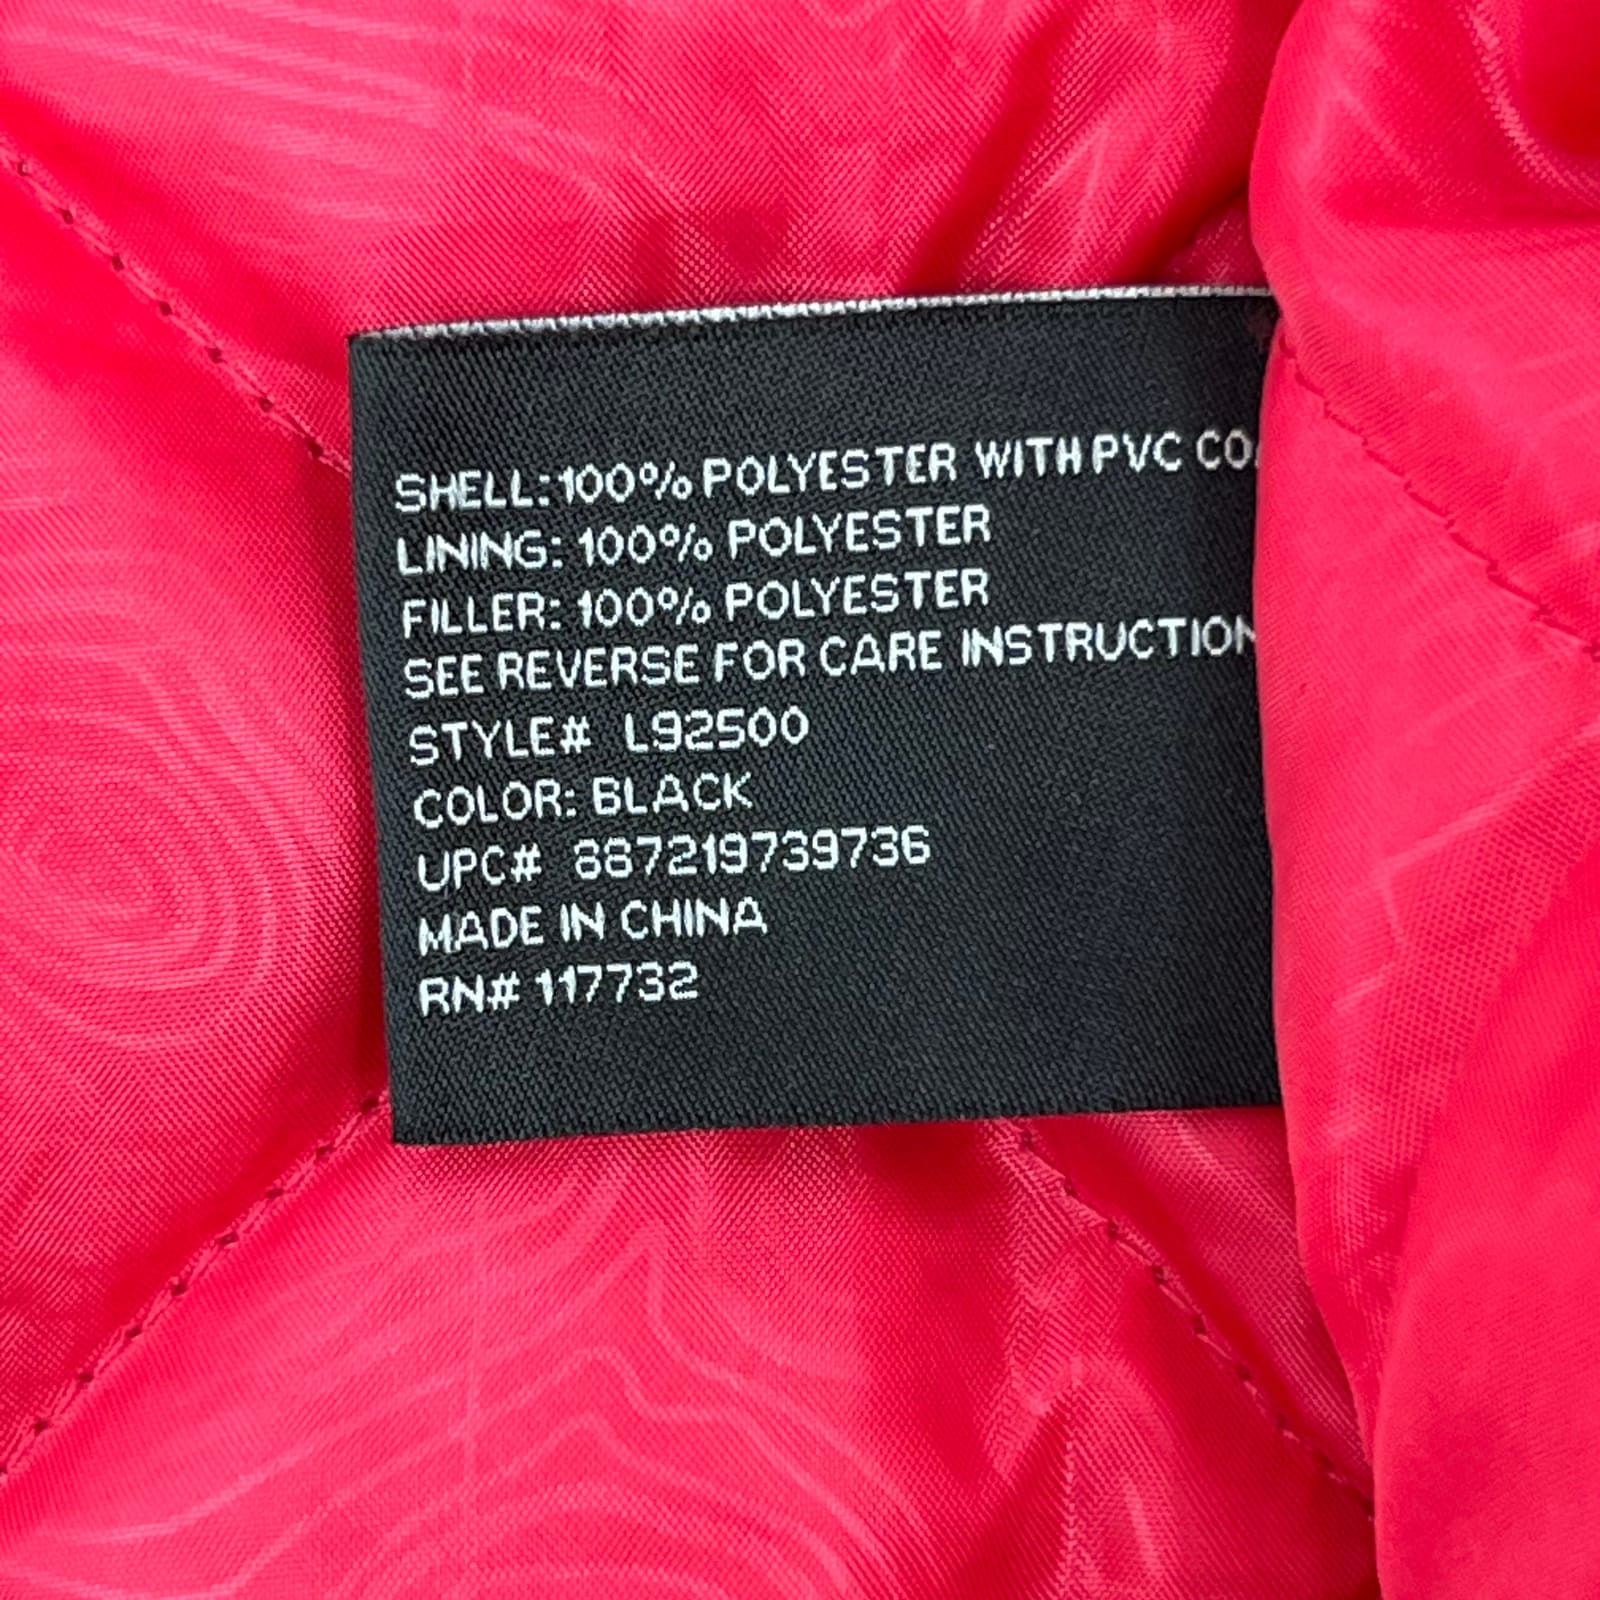 SHELL: 100% POLYESTER WITH PVC
LINING: 100% POLYESTER
FILLER: 100% POLYESTER
SEE REVERSE FOR CARE INSTRUCTION
STYLE# L92500
COLOR: BLACK
UPC# 887219739736
MADE IN CHINA
RN# 117732